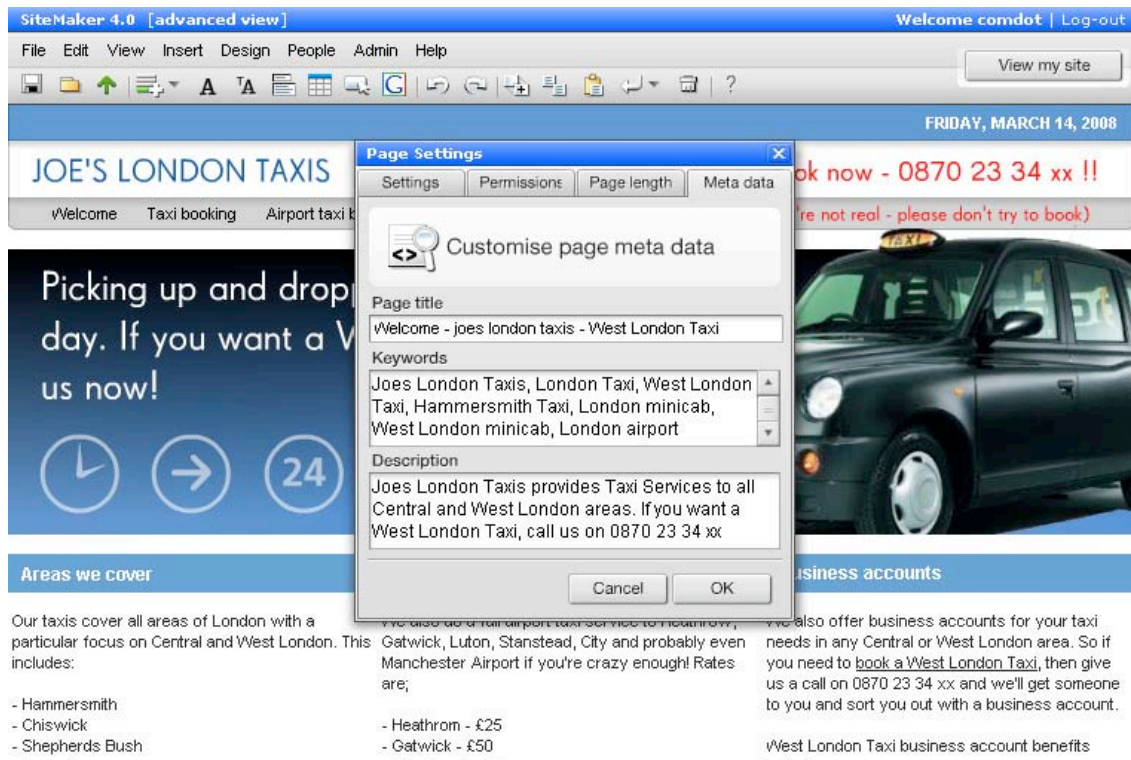 SiteMaker 4.0 [advanced view]
Welcome comdot | Log-out
File Edit View Insert Design People Admin Help
View my site
FRIDAY, MARCH 14, 2008
JOE'S LONDON TAXIS
ok now - 0870 23 34 xx !!
Welcome Taxi booking Airport taxi b
're not real - please don't try to book)
Page Settings
Settings Permissions Page length Meta data
Customise page meta data
Page title
Welcome - joes london taxis - West London Taxi
Keywords
Joes London Taxis, London Taxi, West London
Taxi, Hammersmith Taxi, London minicab,
West London minicab, London airport
Description
Joes London Taxis provides Taxi Services to all
Central and West London areas. If you want a
West London Taxi, call us on 0870 23 34 xx
Cancel OK
Picking up and drop
day. If you want a W
us now!
24
TAXI
Areas we cover
Our taxis cover all areas of London with a
particular focus on Central and West London. This
includes:
- Hammersmith
- Chiswick
- Shepherds Bush
We also do a full airport taxi service to Heathrow,
Gatwick, Luton, Stanstead, City and probably even
Manchester Airport if you're crazy enough! Rates
are;
- Heathrom - £25
- Gatwick - £50
usiness accounts
We also offer business accounts for your taxi
needs in any Central or West London area. So if
you need to book a West London Taxi, then give
us a call on 0870 23 34 xx and we'll get someone
to you and sort you out with a business account.
West London Taxi business account benefits